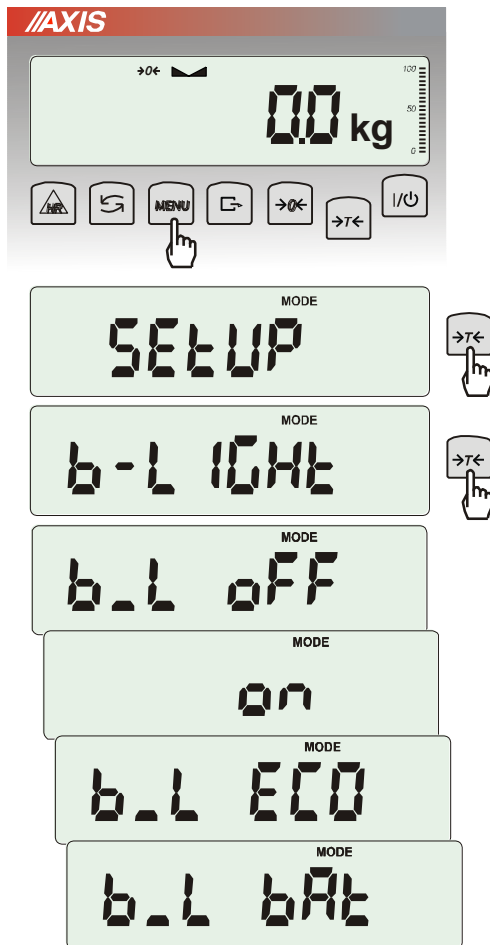 //AXIS
→0← 100
50
0.0 kg
0
HR MENU →0← →T← I/⏻
MODE
SEtUP →T←
MODE
b-LIGHt →T←
MODE
b_L oFF
MODE
on
MODE
b_L ECO
MODE
b_L bAt